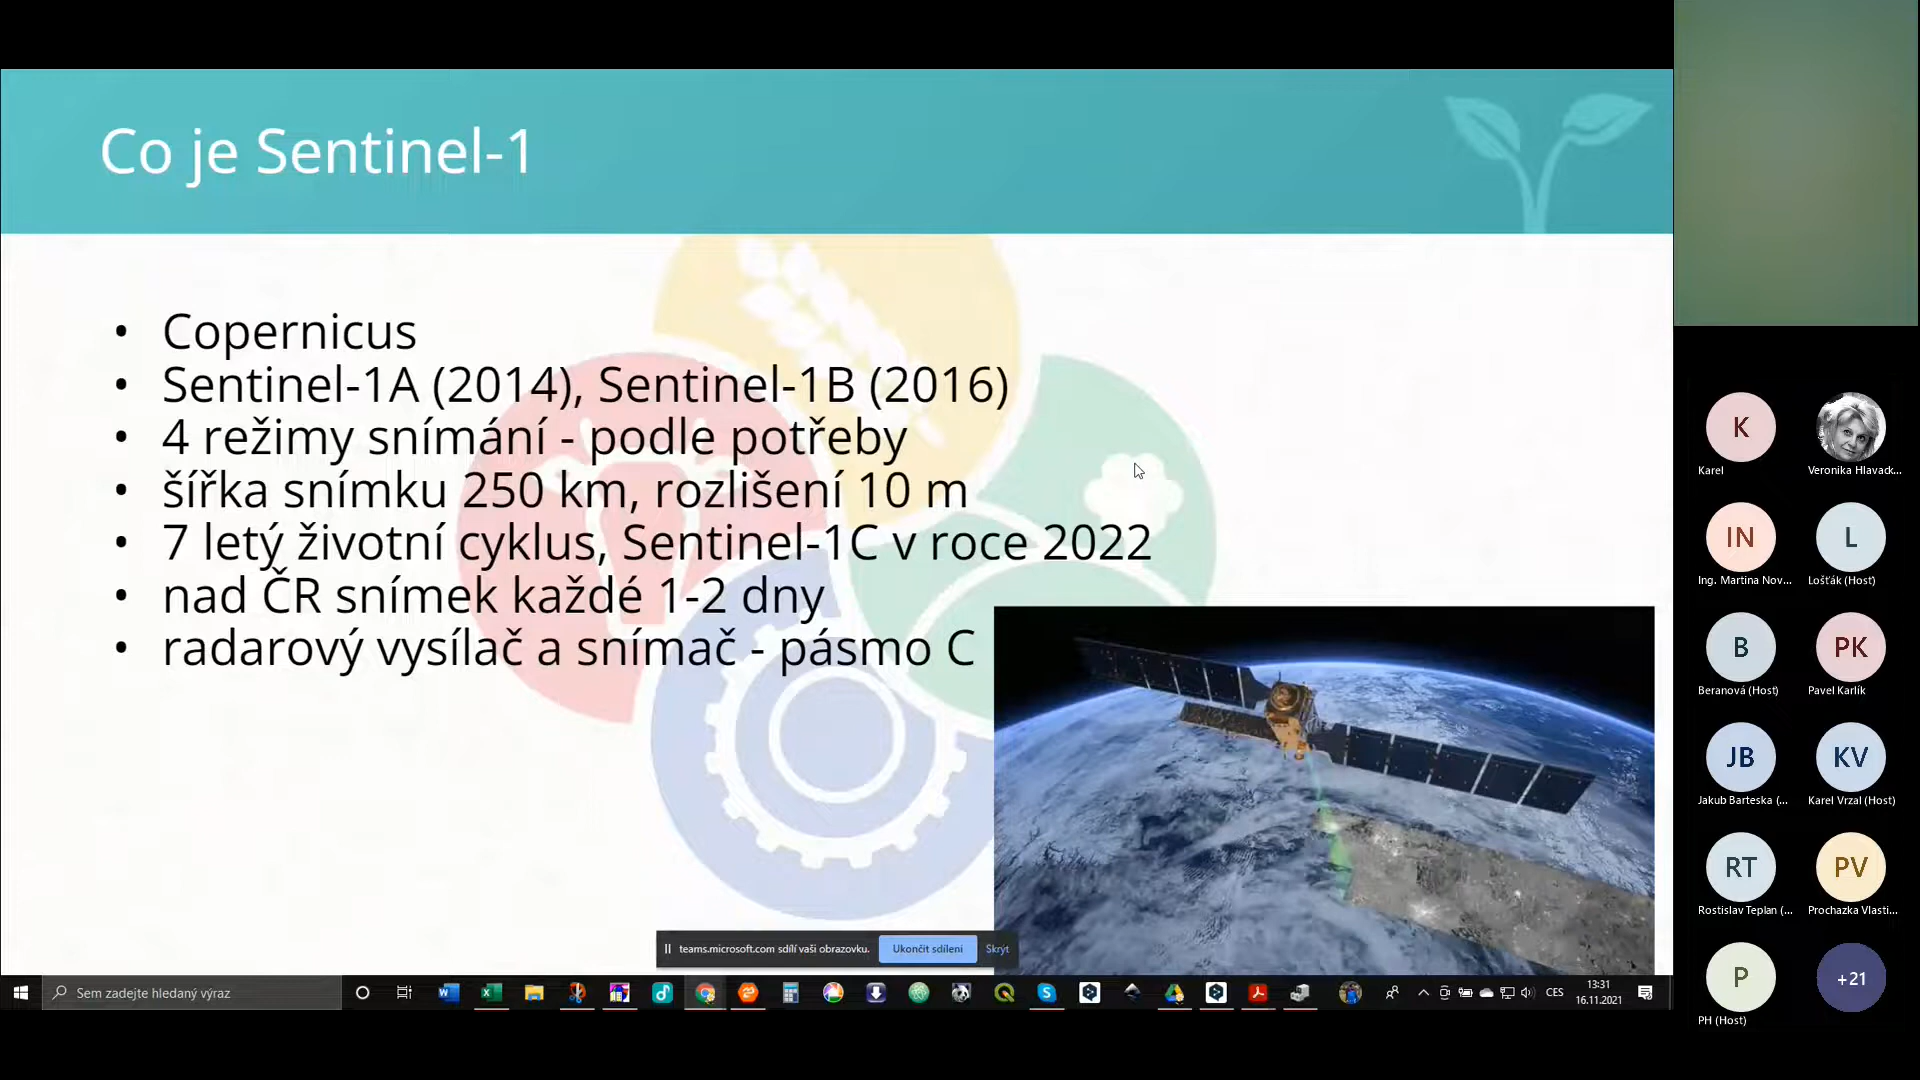 Co je Sentinel-1
• Copernicus
• Sentinel-1A (2014), Sentinel-1B (2016)
• 4 režimy snímání - podle potřeby
• šířka snímku 250 km, rozlišení 10 m
• 7 letý životní cyklus, Sentinel-1C v roce 2022
• nad ČR snímek každé 1-2 dny
• radarový vysílač a snímač - pásmo C
teams.microsoft.com sdílí vaši obrazovku. Ukončit sdílení Skrýt
Sem zadejte hledaný výraz
CES
13:31
16.11.2021
K
Karel
Veronika Hlavack...
IN
Ing. Martina Nov...
L
Lošťák (Host)
B
Beranová (Host)
PK
Pavel Karlík
JB
Jakub Barteska (...
KV
Karel Vrzal (Host)
RT
Rostislav Teplan (...
PV
Prochazka Vlasti...
P
PH (Host)
+21